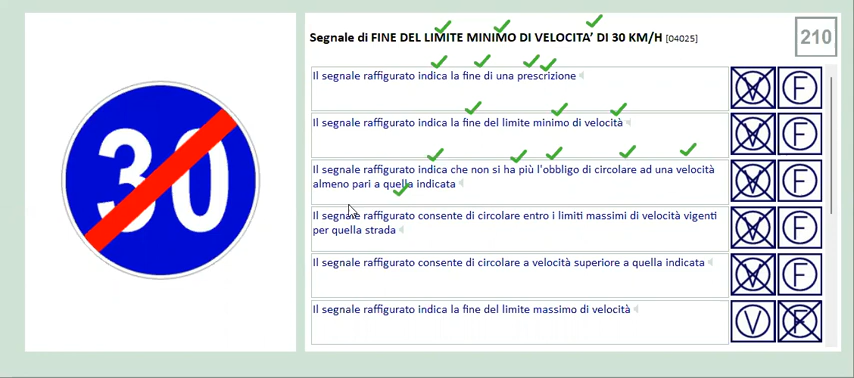 Segnale di FINE DEL LIMITE MINIMO DI VELOCITA' DI 30 KM/H [04025]
210
30
Il segnale raffigurato indica la fine di una prescrizione
V F
Il segnale raffigurato indica la fine del limite minimo di velocità
V F
Il segnale raffigurato indica che non si ha più l'obbligo di circolare ad una velocità
almeno pari a quella indicata
V F
Il segnale raffigurato consente di circolare entro i limiti massimi di velocità vigenti
per quella strada
V F
Il segnale raffigurato consente di circolare a velocità superiore a quella indicata
V F
Il segnale raffigurato indica la fine del limite massimo di velocità
V F